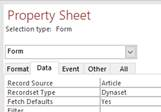 Property Sheet
Selection type: Form
Form
Format Data Event Other All
Record Source Article
Recordset Type Dynaset
Fetch Defaults Yes
Filter